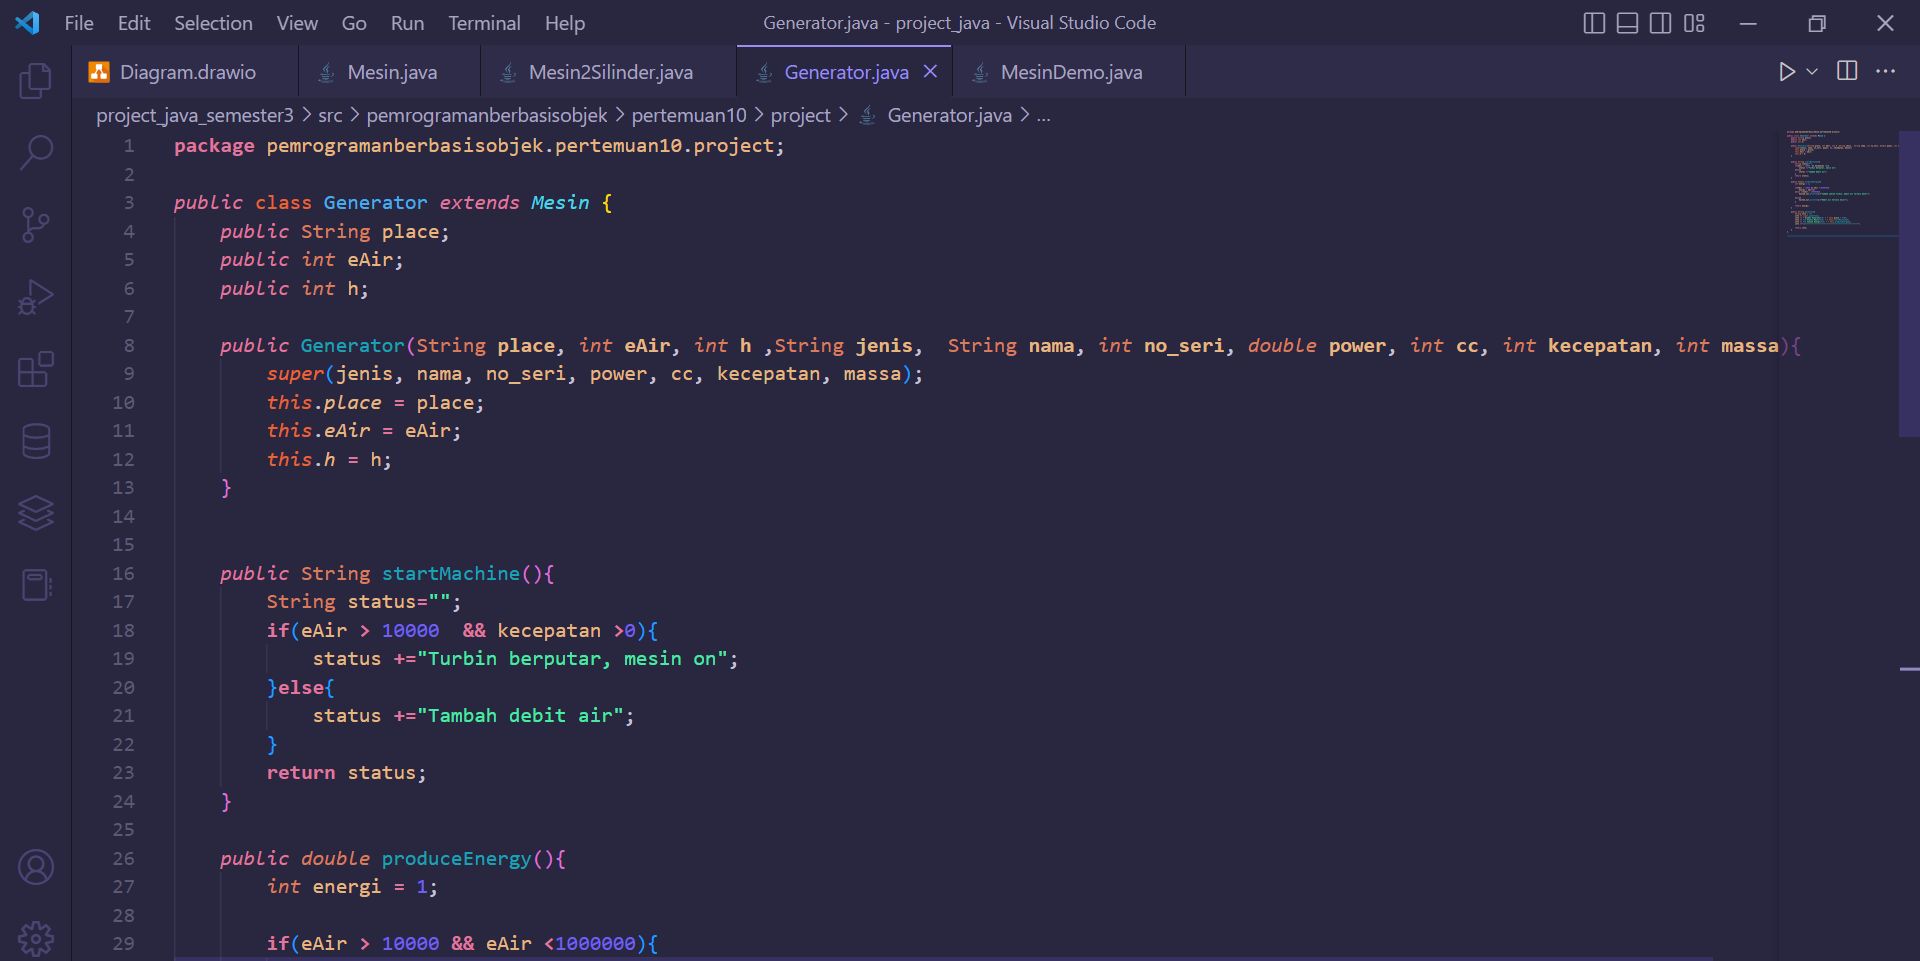 File Edit Selection View Go Run Terminal Help
Generator.java - project_java - Visual Studio Code
Diagram.drawio
Mesin.java
Mesin2Silinder.java
Generator.java
MesinDemo.java
project_java_semester3 > src > pemrogramanberbasisobjek > pertemuan10 > project > Generator.java > ...
1 package pemrogramanberbasisobjek.pertemuan10.project;
2
3 public class Generator extends Mesin {
4     public String place;
5     public int eAir;
6     public int h;
7
8     public Generator(String place, int eAir, int h ,String jenis,  String nama, int no_seri, double power, int cc, int kecepatan, int massa){
9         super(jenis, nama, no_seri, power, cc, kecepatan, massa);
10         this.place = place;
11         this.eAir = eAir;
12         this.h = h;
13     }
14
15
16     public String startMachine(){
17         String status="";
18         if(eAir > 10000  && kecepatan >0){
19             status +="Turbin berputar, mesin on";
20         }else{
21             status +="Tambah debit air";
22         }
23         return status;
24     }
25
26     public double produceEnergy(){
27         int energi = 1;
28
29         if(eAir > 10000 && eAir <1000000){